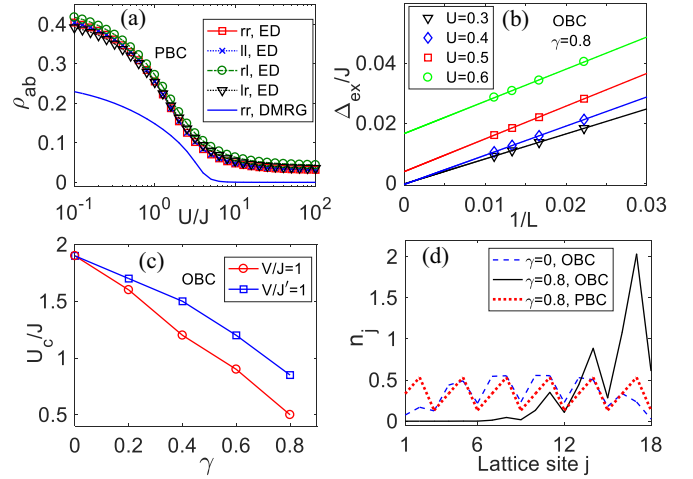 (a)
PBC
rr, ED
ll, ED
rl, ED
lr, ED
rr, DMRG
ρab
0.4
0.3
0.2
0.1
0
10⁻¹ 10⁰ 10¹ 10²
U/J
(b)
OBC
γ=0.8
U=0.3
U=0.4
U=0.5
U=0.6
Δex/J
0.04
0.02
0
0 0.01 0.02 0.03
1/L
(c)
OBC
V/J=1
V/J′=1
Uc/J
2
1.5
1
0.5
0 0.2 0.4 0.6 0.8
γ
(d)
γ=0, OBC
γ=0.8, OBC
γ=0.8, PBC
nj
2
1.5
1
0.5
0
1 6 12 18
Lattice site j